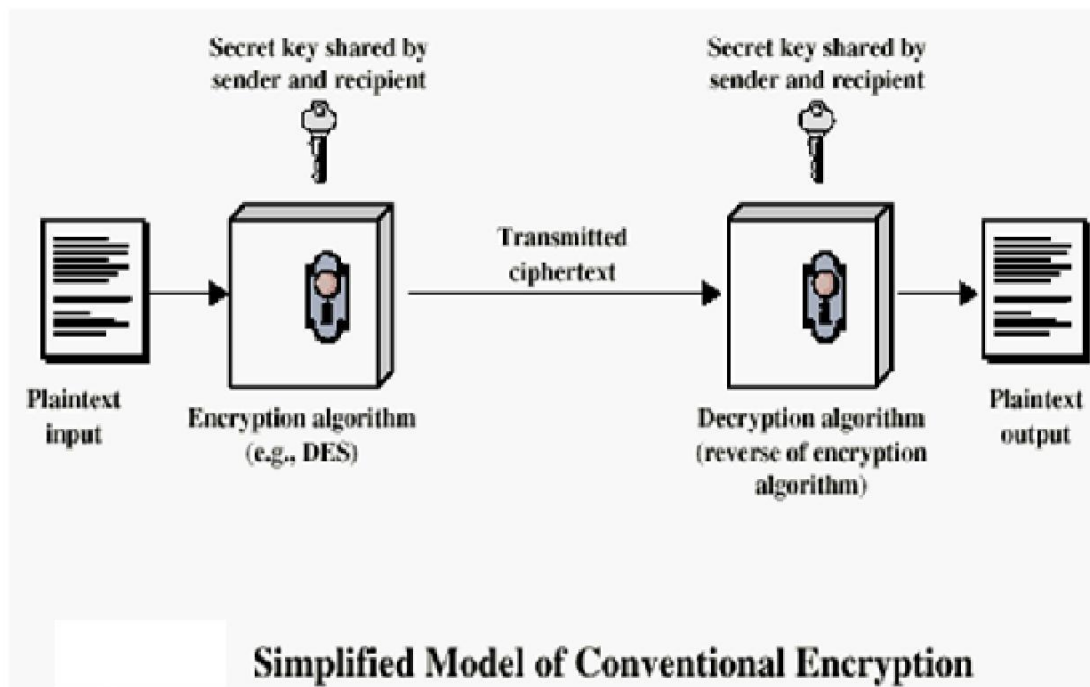 Secret key shared by
sender and recipient
Secret key shared by
sender and recipient
Transmitted
ciphertext
Plaintext
input
Encryption algorithm
(e.g., DES)
Decryption algorithm
(reverse of encryption
algorithm)
Plaintext
output
Simplified Model of Conventional Encryption